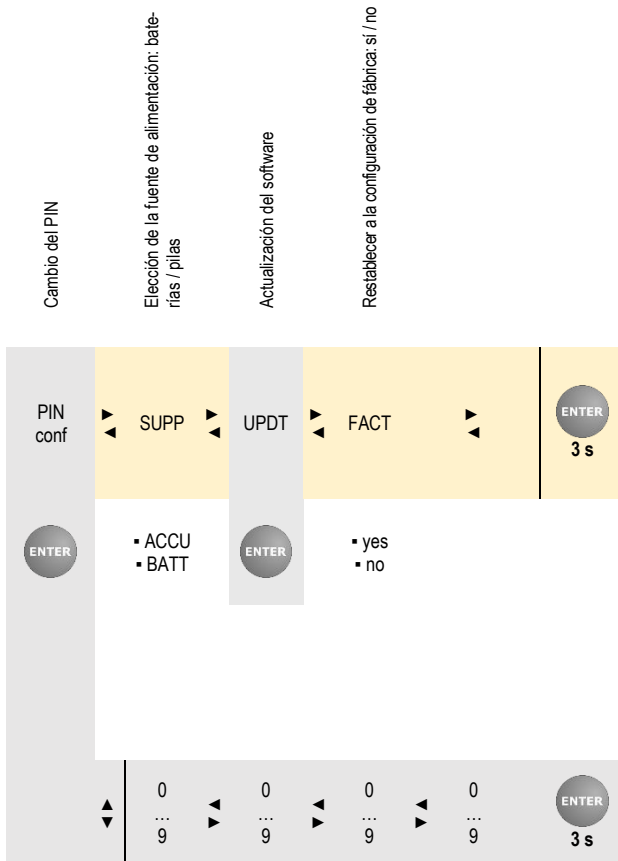 Cambio del PIN
Elección de la fuente de alimentación: bate-
rías / pilas
Actualización del software
Restablecer a la configuración de fábrica: sí / no
PIN
conf
► ◄
SUPP
► ◄
UPDT
► ◄
FACT
► ◄
ENTER
3 s
ENTER
▪ ACCU
▪ BATT
ENTER
▪ yes
▪ no
▲ ▼
0
…
9
◄ ►
0
…
9
◄ ►
0
…
9
◄ ►
0
…
9
ENTER
3 s